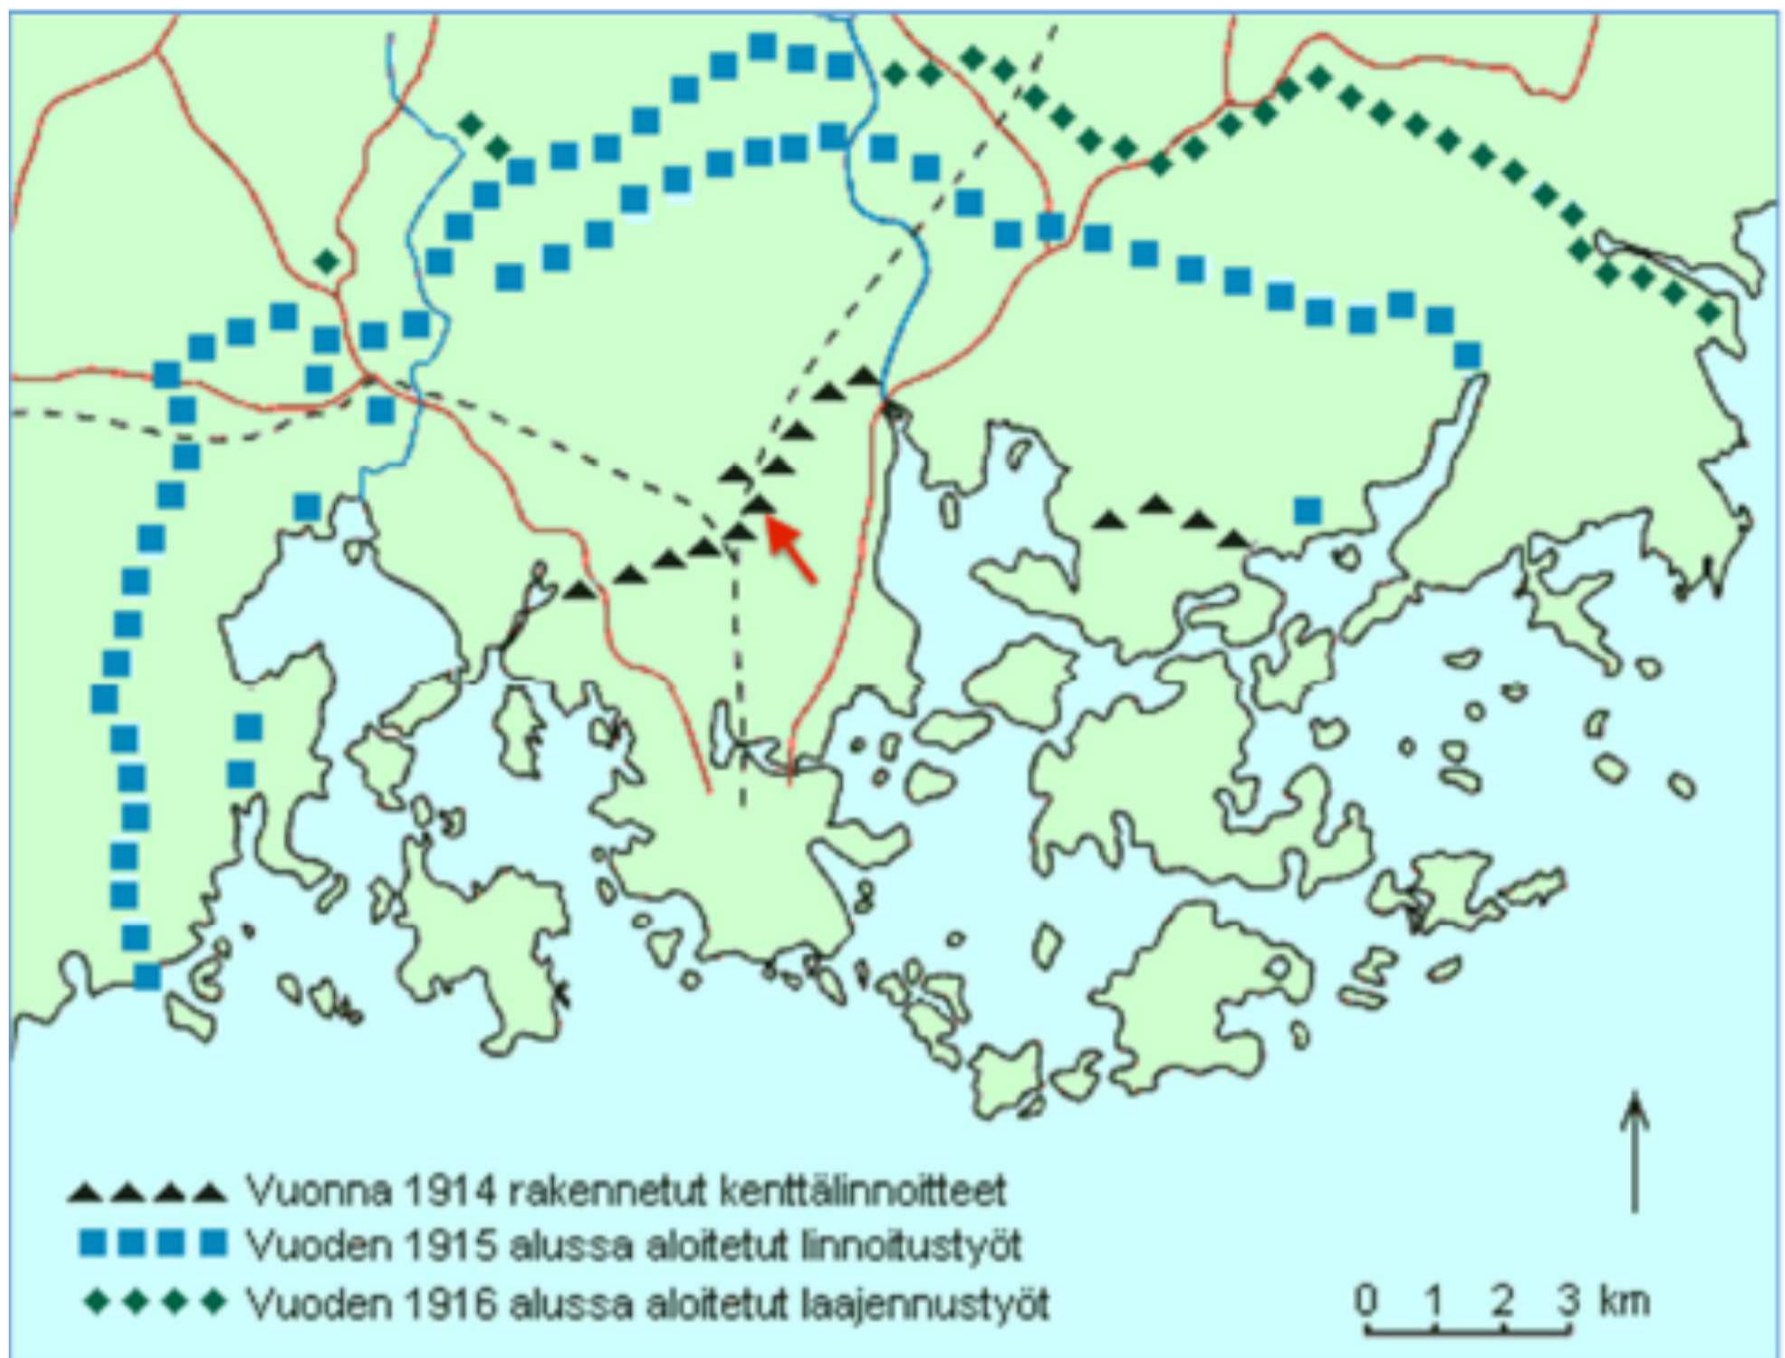 Vuonna 1914 rakennetut kenttälinnoitteet
Vuoden 1915 alussa aloitetut linnoitustyöt
Vuoden 1916 alussa aloitetut laajennustyöt
0 1 2 3 km